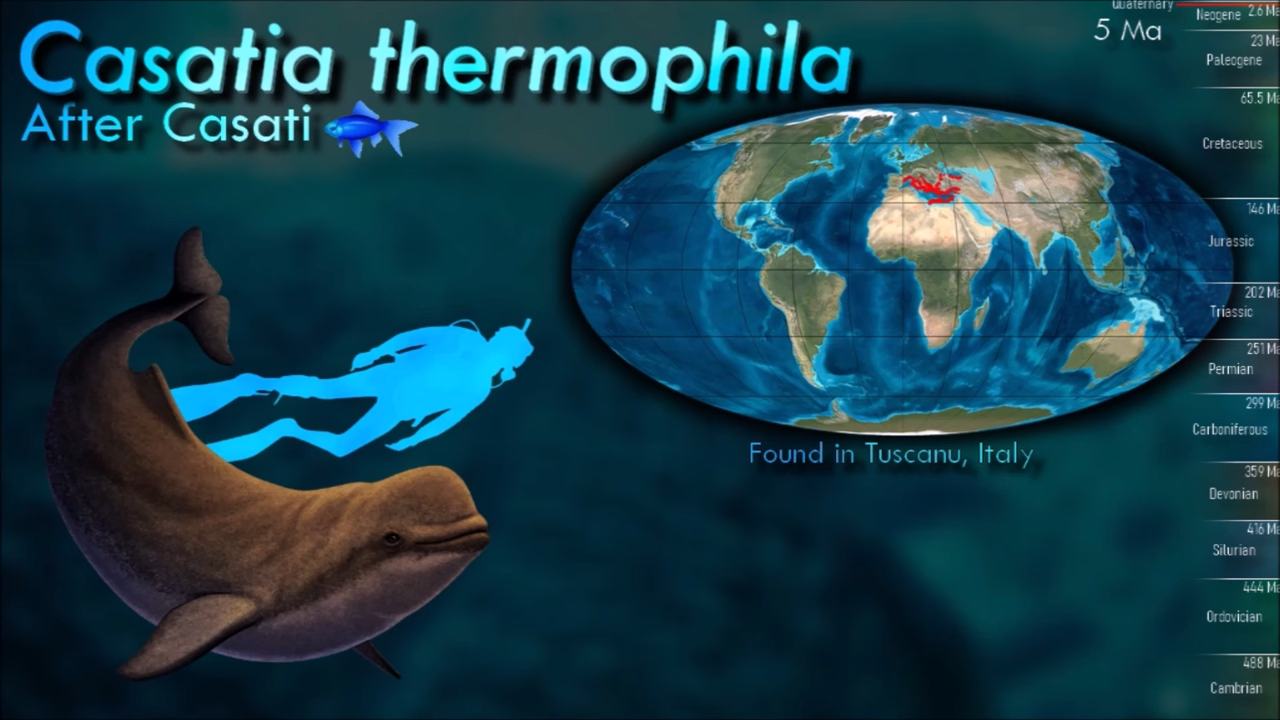 Casatia thermophila
After Casati
Found in Tuscanu, Italy
5 Ma
quaternary
2.6 Ma
Neogene
23 Ma
Paleogene
65.5 Ma
Cretaceous
146 Ma
Jurassic
202 Ma
Triassic
251 Ma
Permian
299 Ma
Carboniferous
359 Ma
Devonian
416 Ma
Silurian
444 Ma
Ordovician
488 Ma
Cambrian